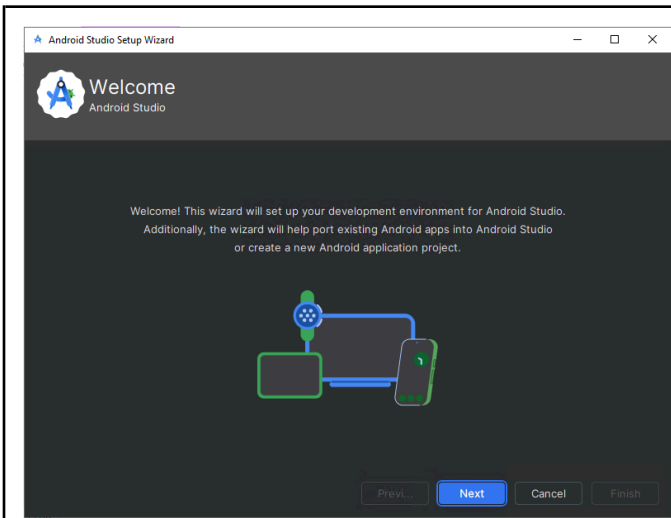 Android Studio Setup Wizard
Welcome
Android Studio
Welcome! This wizard will set up your development environment for Android Studio.
Additionally, the wizard will help port existing Android apps into Android Studio
or create a new Android application project.
Previ...
Next
Cancel
Finish